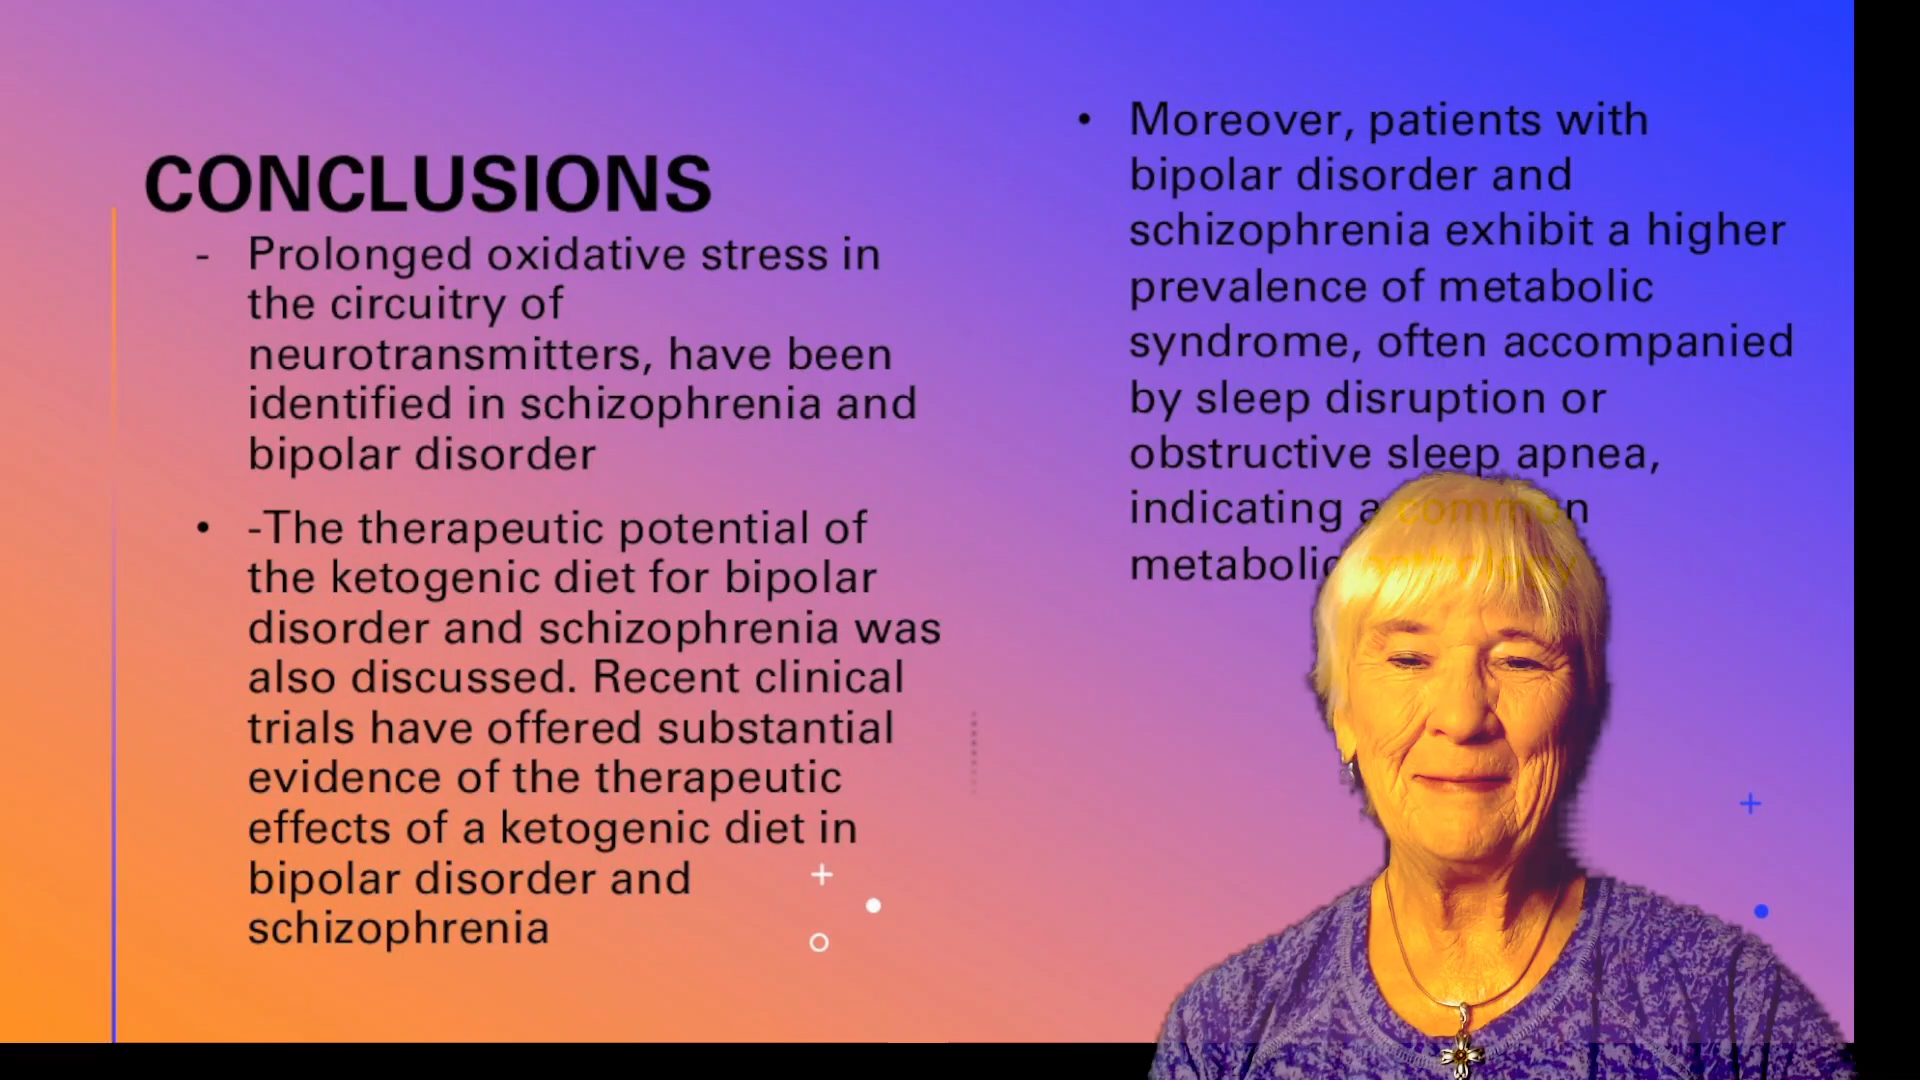 CONCLUSIONS
- Prolonged oxidative stress in
the circuitry of
neurotransmitters, have been
identified in schizophrenia and
bipolar disorder
• -The therapeutic potential of
the ketogenic diet for bipolar
disorder and schizophrenia was
also discussed. Recent clinical
trials have offered substantial
evidence of the therapeutic
effects of a ketogenic diet in
bipolar disorder and
schizophrenia
• Moreover, patients with
bipolar disorder and
schizophrenia exhibit a higher
prevalence of metabolic
syndrome, often accompanied
by sleep disruption or
obstructive sleep apnea,
indicating a common
metabolic